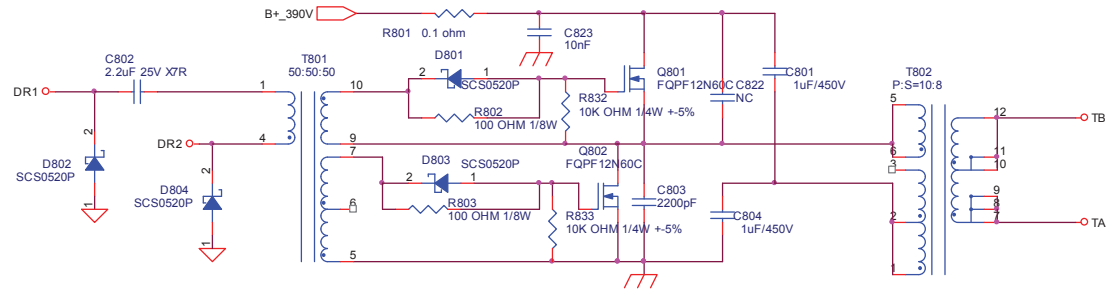 B+_390V
R801 0.1 ohm
C823
10nF
C802
2.2uF 25V X7R
T801
50:50:50
D801
SCS0520P
2
1
Q801
FQPF12N60C
C822
NC
C801
1uF/450V
T802
P:S=10:8
DR1
1
10
R802
100 OHM 1/8W
R832
10K OHM 1/4W +-5%
5
12
TB
2
DR2
4
9
6
11
D802
SCS0520P
1
2
D804
SCS0520P
1
7
D803
SCS0520P
2
1
Q802
FQPF12N60C
3
10
6
R803
100 OHM 1/8W
R833
10K OHM 1/4W +-5%
C803
2200pF
C804
1uF/450V
9
8
7
2
TA
5
1